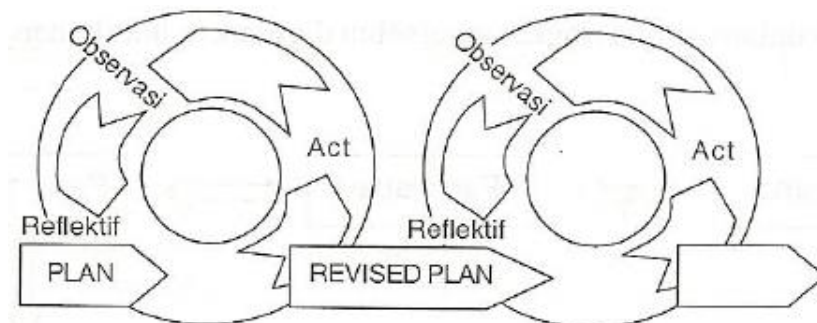 Observasi
Act
Reflektif
PLAN
Observasi
Act
Reflektif
REVISED PLAN